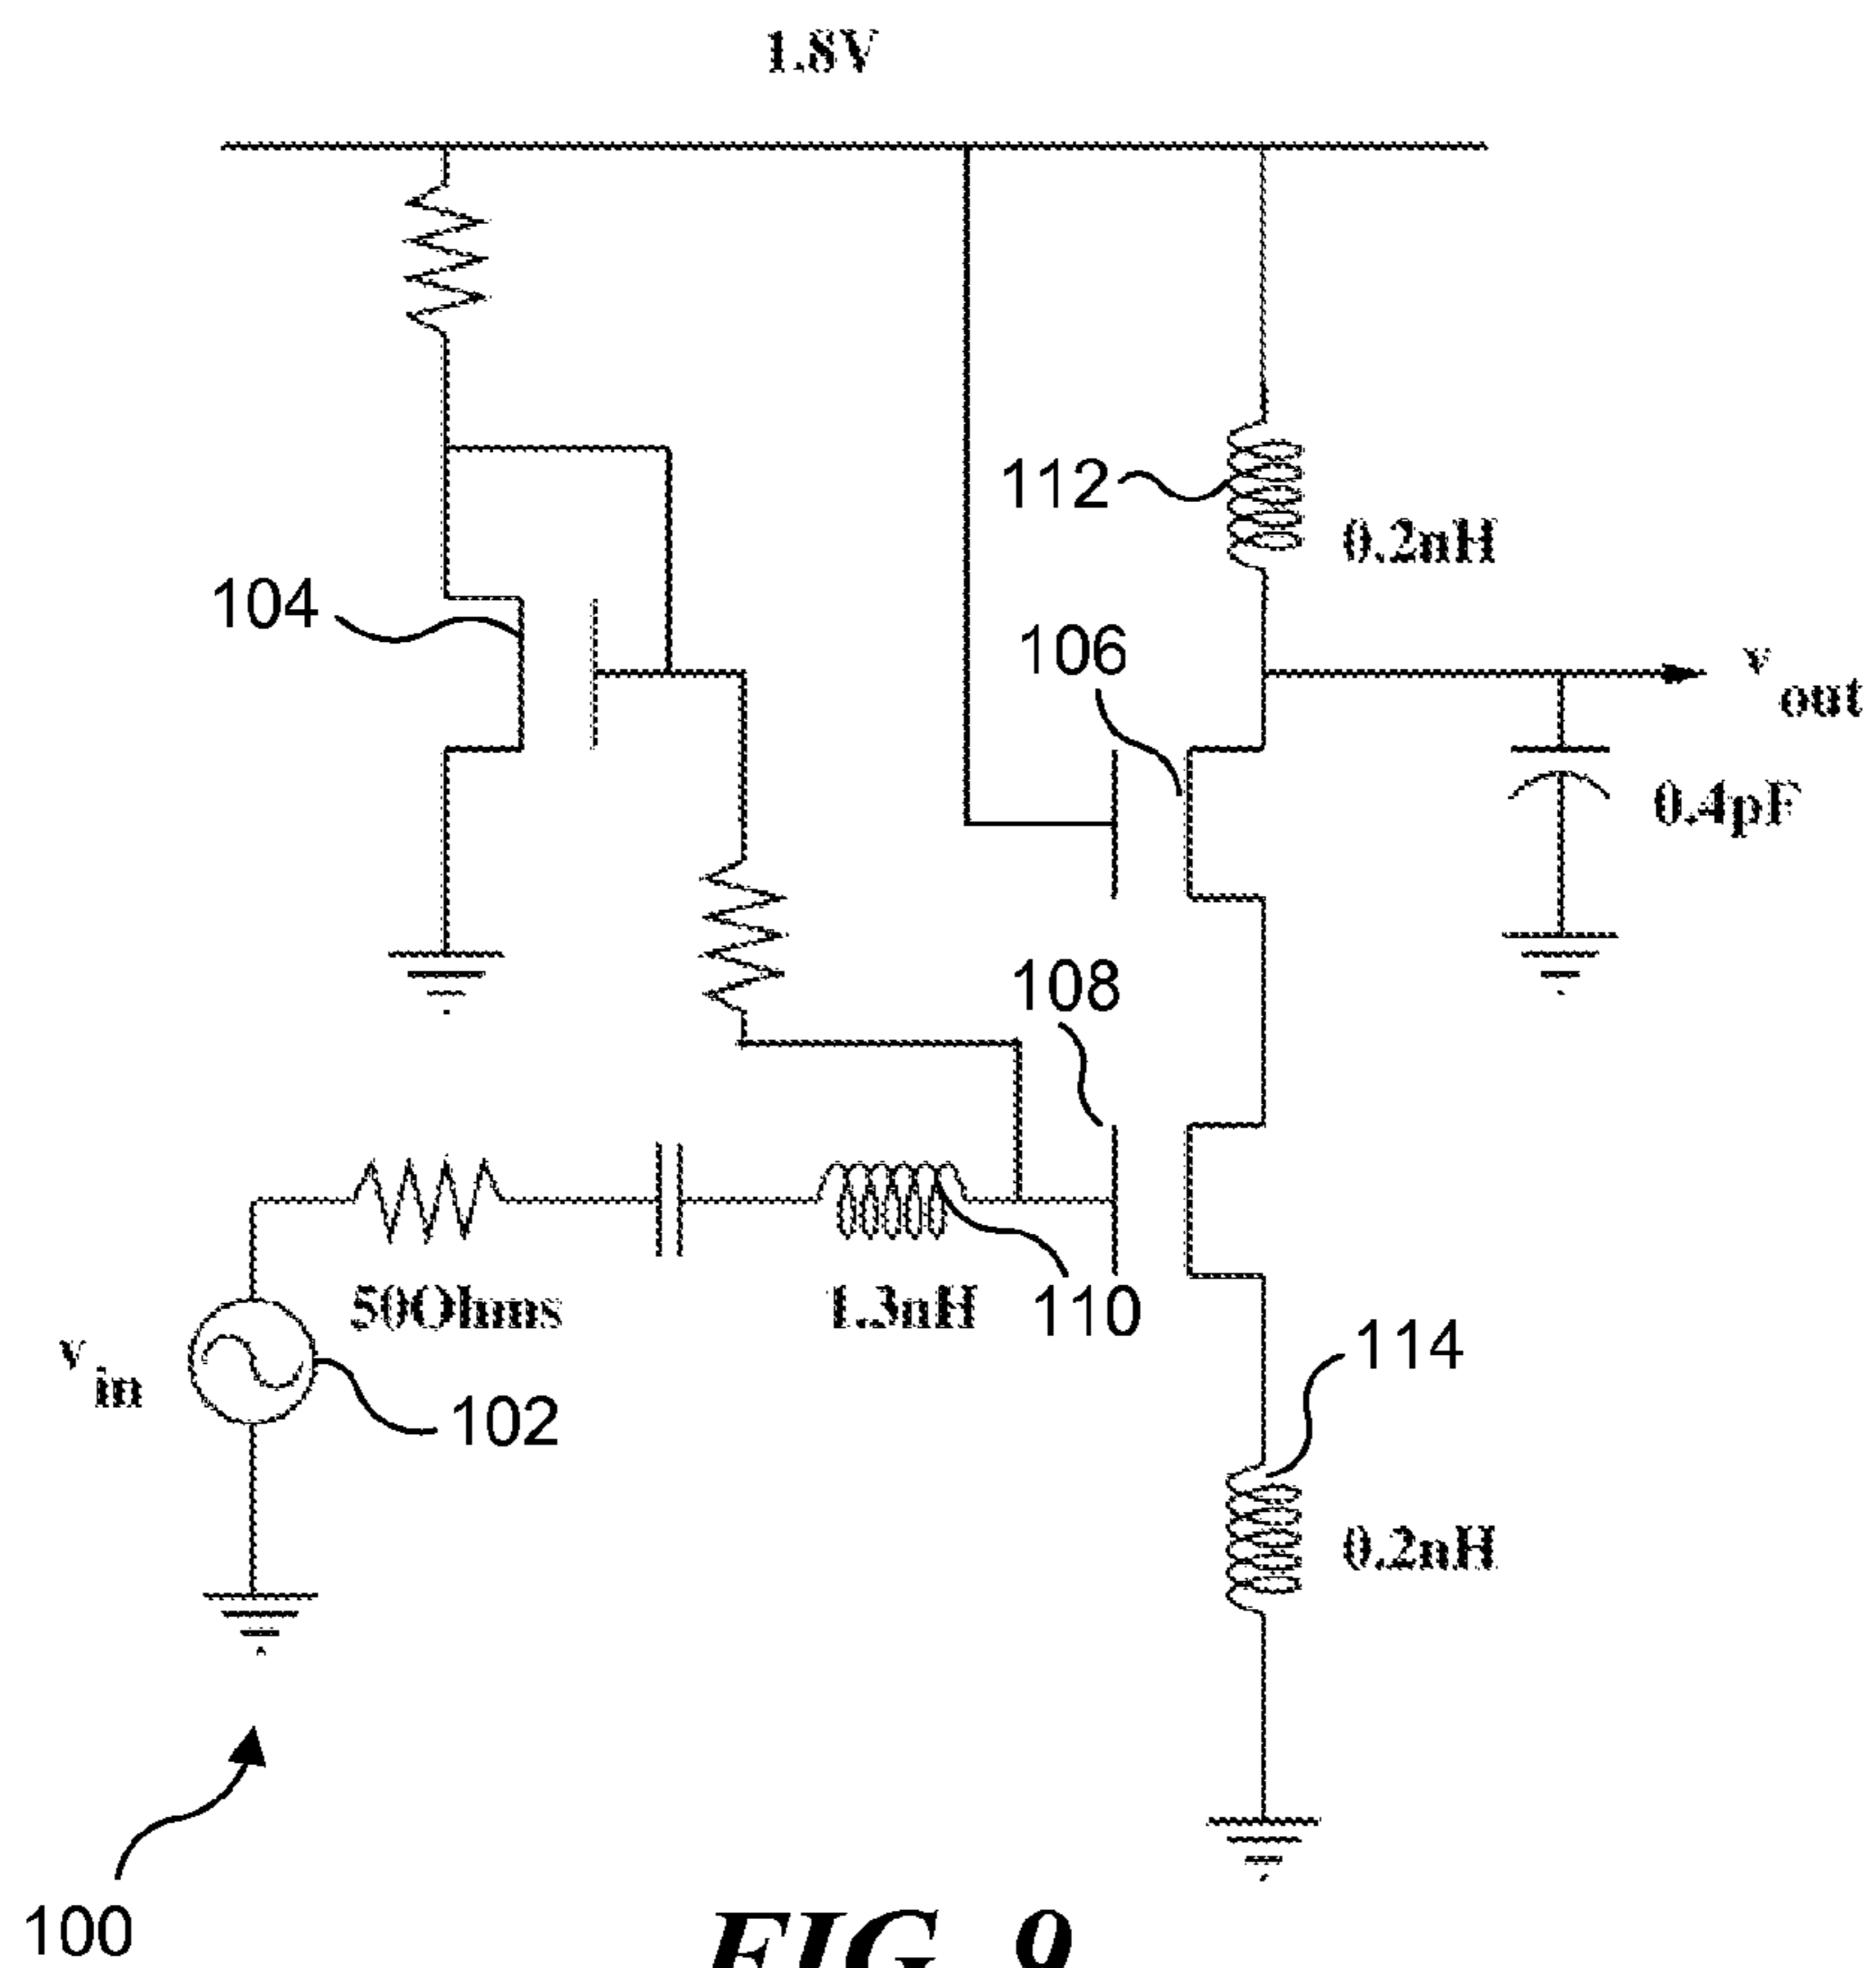 1.8V
112
0.2nH
104
106
v out
0.4pF
108
50Ohms
1.3nH
110
v in
102
114
0.2nH
100
FIG. 9